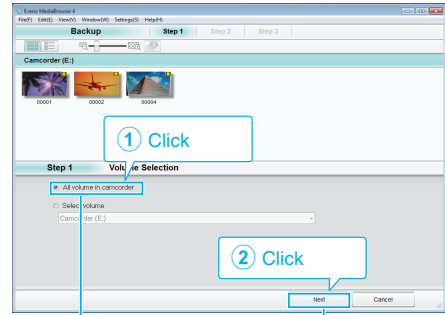 Everio MediaBrowser 4
File(F) Edit(E) View(V) Window(W) Settings(S) Help(H)
Backup Step 1 Step 2 Step 3
Camcorder (E:)
00001 00002 00004
1 Click
Step 1 Volume Selection
All volume in camcorder
Select volume
Camcorder (E:)
2 Click
Next Cancel